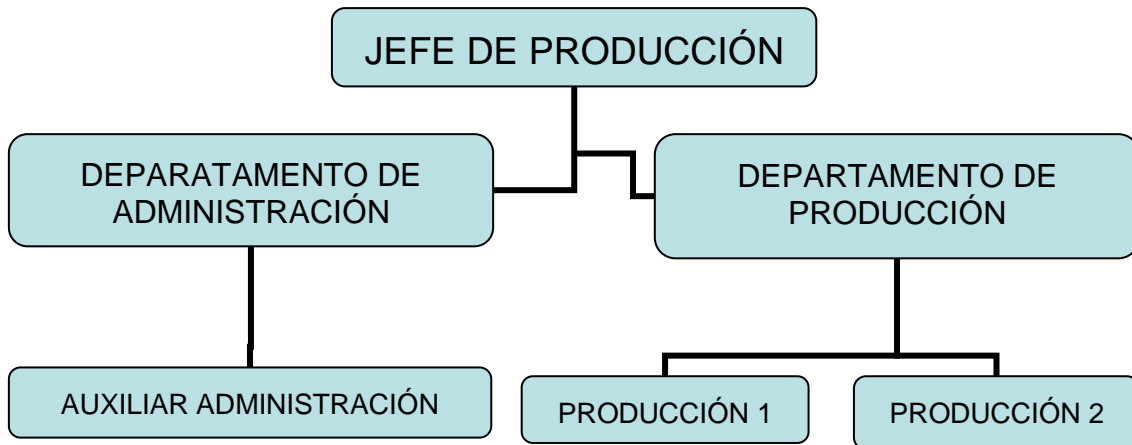 JEFE DE PRODUCCIÓN
DEPARATAMENTO DE
ADMINISTRACIÓN
DEPARTAMENTO DE
PRODUCCIÓN
AUXILIAR ADMINISTRACIÓN
PRODUCCIÓN 1
PRODUCCIÓN 2